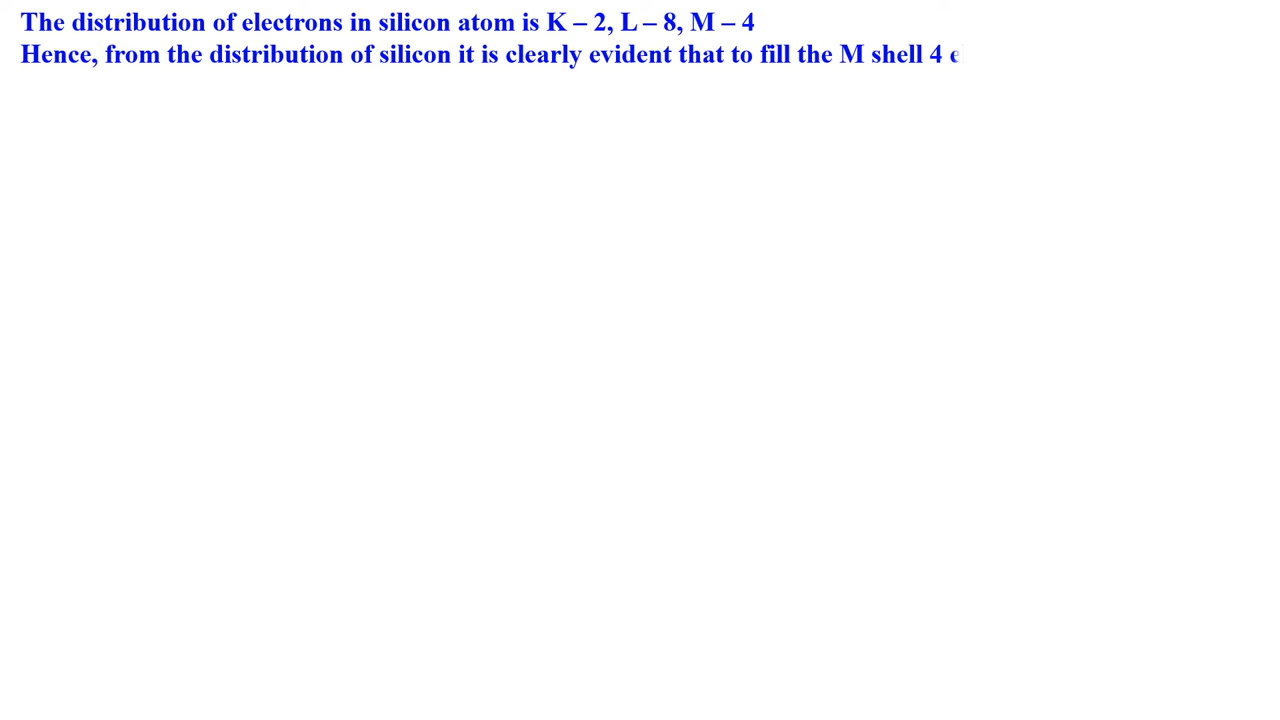 The distribution of electrons in silicon atom is K – 2, L – 8, M – 4
Hence, from the distribution of silicon it is clearly evident that to fill the M shell 4